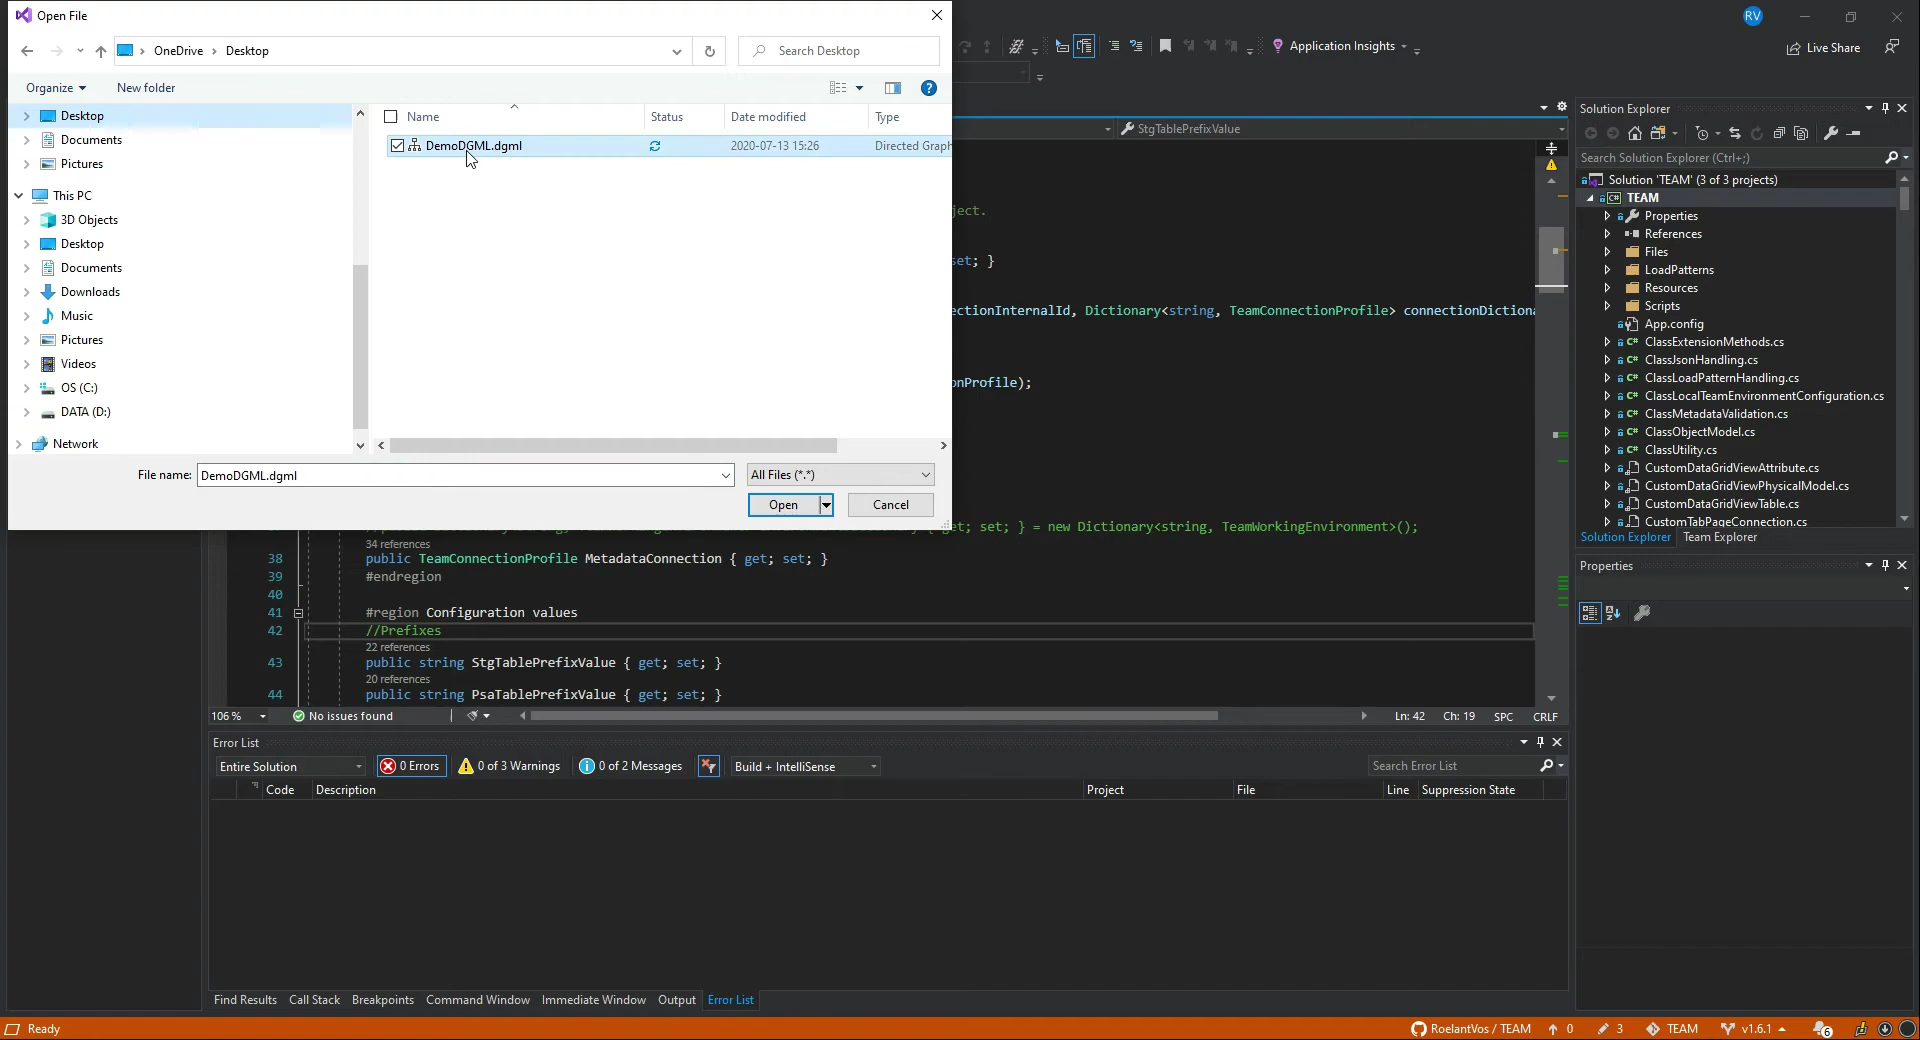 Open File
RV
OneDrive
Desktop
Search Desktop
Application Insights
Live Share
Organize
New folder
Desktop
Documents
Pictures
This PC
3D Objects
Desktop
Documents
Downloads
Music
Pictures
Videos
OS (C:)
DATA (D:)
Network
Name
Status
Date modified
Type
DemoDGML.dgml
2020-07-13 15:26
Directed Graph
File name:
DemoDGML.dgml
All Files (*.*)
Open
Cancel
StgTablePrefixValue
ject.
set; }
ectionInternalId, Dictionary<string, TeamConnectionProfile> connectionDictiona
onProfile);
get; set; } = new Dictionary<string, TeamWorkingEnvironment>();
34 references
38 public TeamConnectionProfile MetadataConnection { get; set; }
39 #endregion
40
41 #region Configuration values
42 //Prefixes
22 references
43 public string StgTablePrefixValue { get; set; }
20 references
44 public string PsaTablePrefixValue { get; set; }
106 %
No issues found
Ln: 42
Ch: 19
SPC
CRLF
Solution Explorer
Search Solution Explorer (Ctrl+;)
Solution 'TEAM' (3 of 3 projects)
TEAM
Properties
References
Files
LoadPatterns
Resources
Scripts
App.config
ClassExtensionMethods.cs
ClassJsonHandling.cs
ClassLoadPatternHandling.cs
ClassLocalTeamEnvironmentConfiguration.cs
ClassMetadataValidation.cs
ClassObjectModel.cs
ClassUtility.cs
CustomDataGridViewAttribute.cs
CustomDataGridViewPhysicalModel.cs
CustomDataGridViewTable.cs
CustomTabPageConnection.cs
Solution Explorer
Team Explorer
Properties
Error List
Entire Solution
0 Errors
0 of 3 Warnings
0 of 2 Messages
Build + IntelliSense
Search Error List
Code
Description
Project
File
Line
Suppression State
Find Results
Call Stack
Breakpoints
Command Window
Immediate Window
Output
Error List
Ready
RoelantVos / TEAM
0
3
TEAM
v1.6.1
6